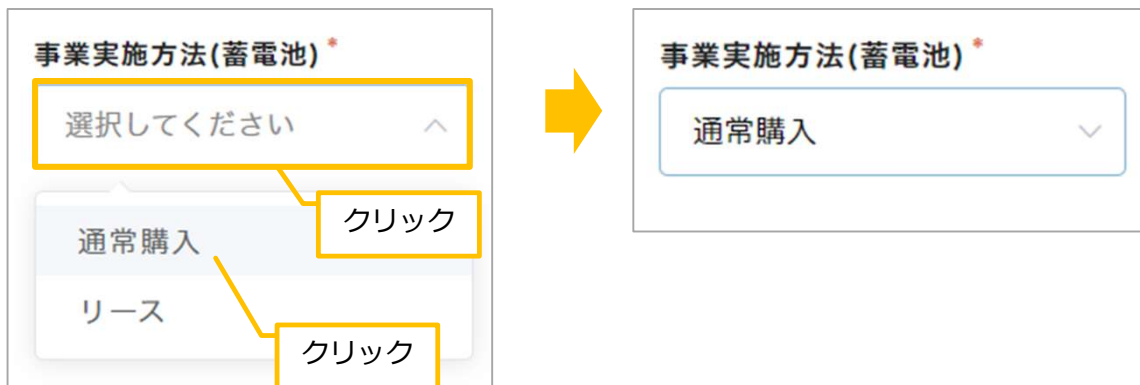 事業実施方法(蓄電池)*
選択してください
クリック
通常購入
リース
クリック
事業実施方法(蓄電池)*
通常購入